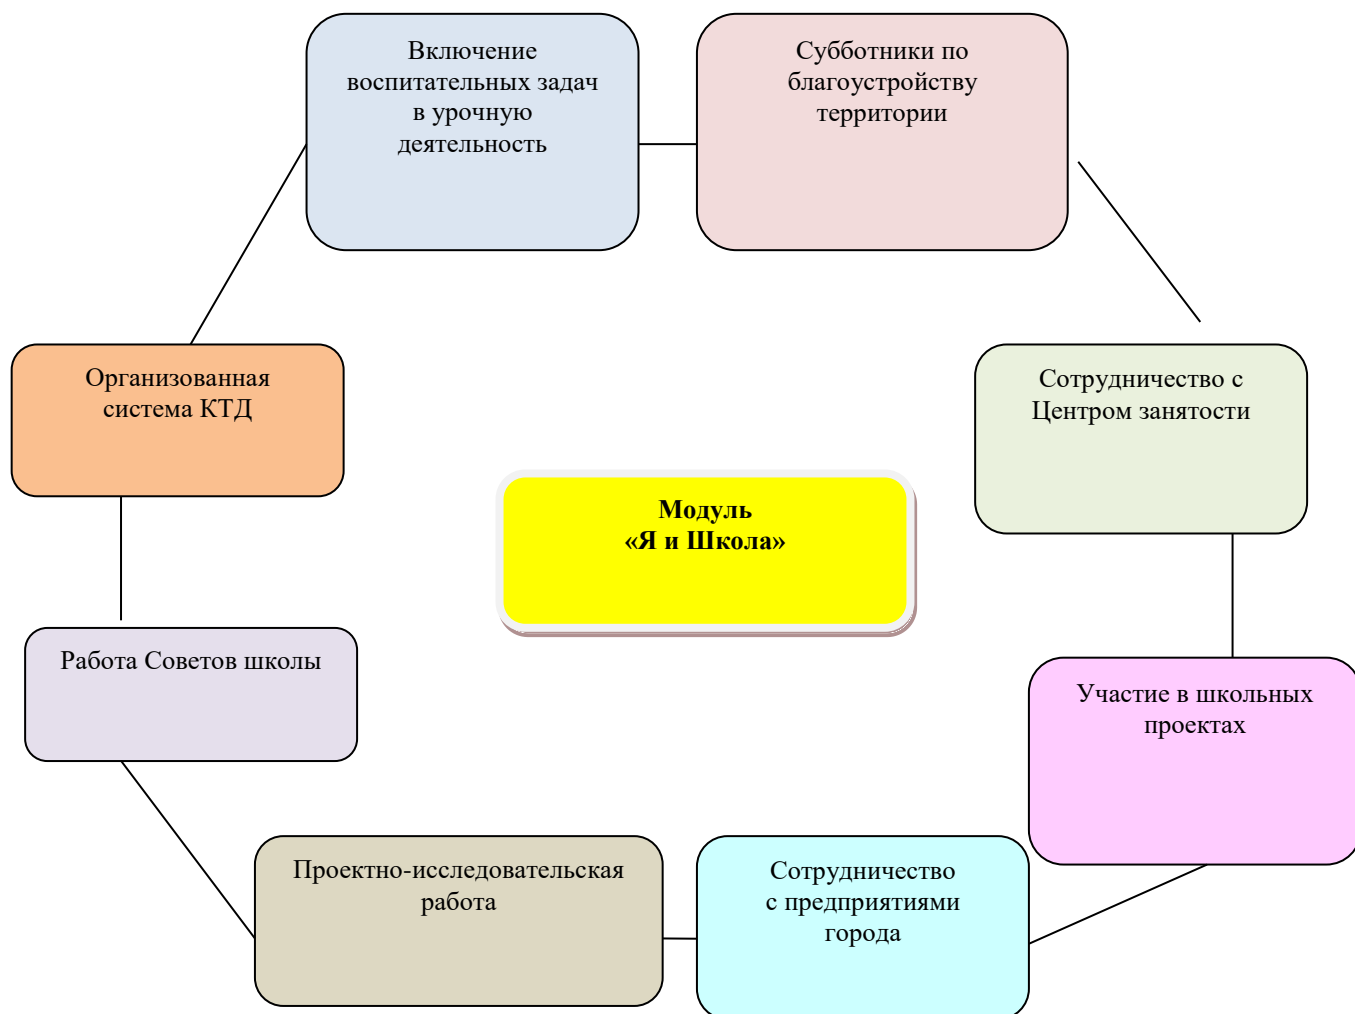 Включение
воспитательных задач
в урочную
деятельность
Субботники по
благоустройству
территории
Организованная
система КТД
Сотрудничество с
Центром занятости
Модуль
«Я и Школа»
Работа Советов школы
Участие в школьных
проектах
Проектно-исследовательская
работа
Сотрудничество
с предприятиями
города